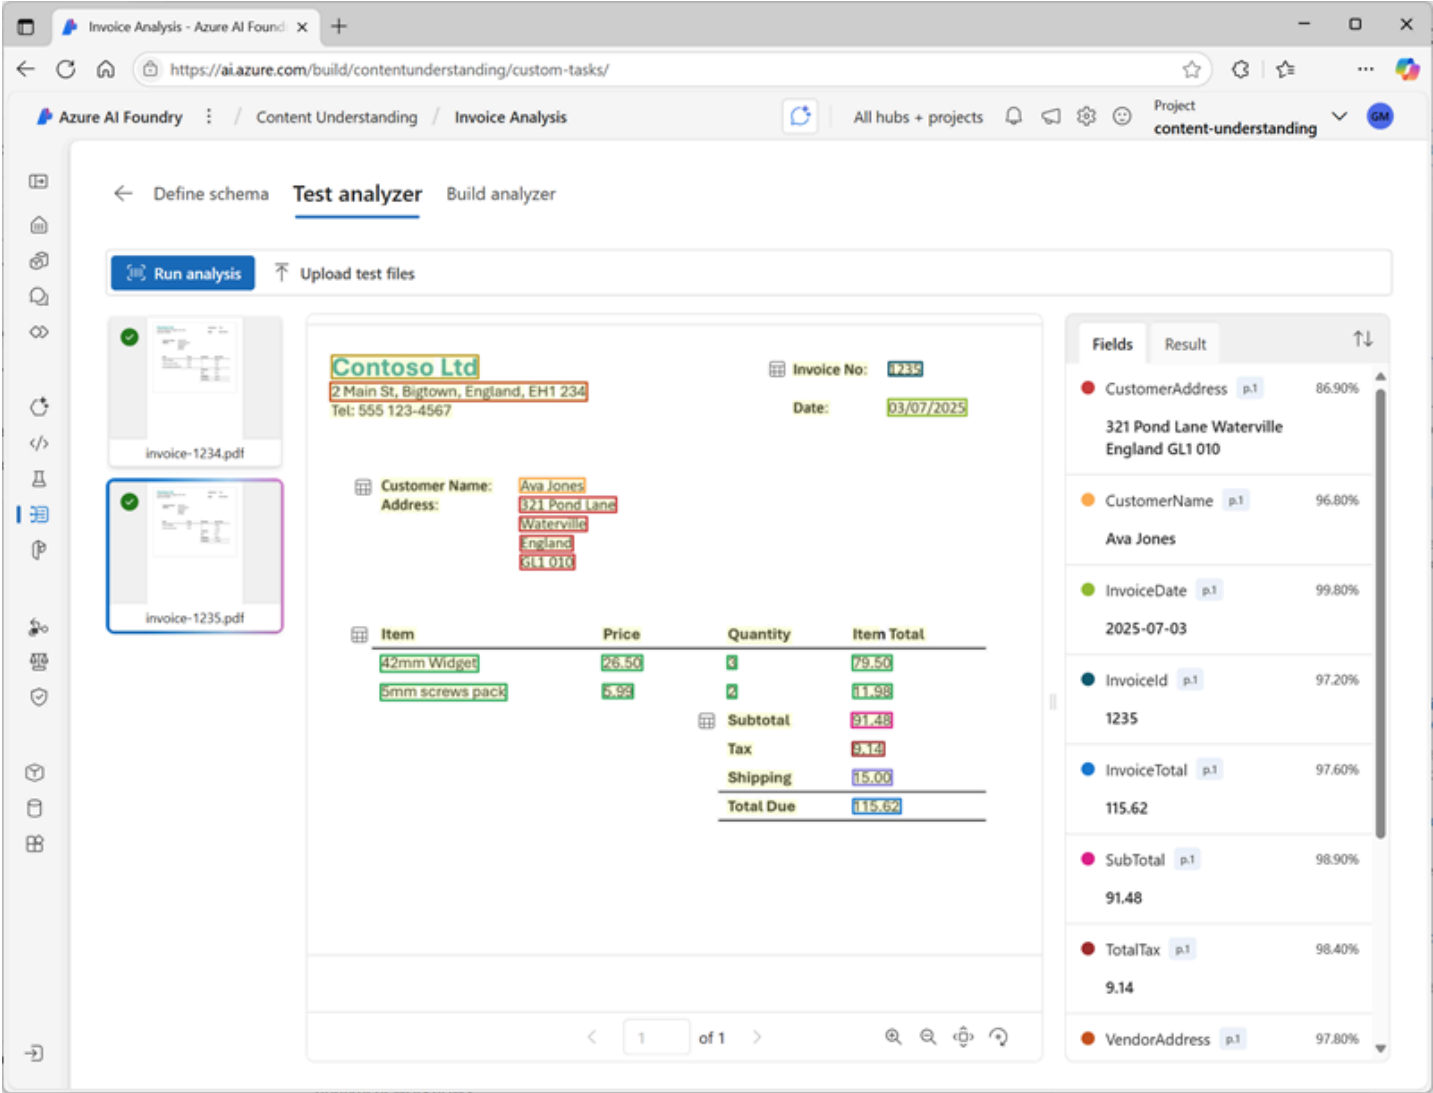 Invoice Analysis - Azure AI Found
https://ai.azure.com/build/contentunderstanding/custom-tasks/
Azure AI Foundry / Content Understanding / Invoice Analysis
All hubs + projects
Project
content-understanding
GM
Define schema Test analyzer Build analyzer
Run analysis Upload test files
invoice-1234.pdf
invoice-1235.pdf
Contoso Ltd
2 Main St, Bigtown, England, EH1 234
Tel: 555 123-4567
Invoice No: 1235
Date: 03/07/2025
Customer Name: Ava Jones
Address: 321 Pond Lane
Waterville
England
GL1 010
Item Price Quantity Item Total
42mm Widget 26.50 3 79.50
5mm screws pack 5.99 2 11.98
Subtotal 91.48
Tax 9.14
Shipping 15.00
Total Due 115.62
1 of 1
Fields Result
CustomerAddress p.1 86.90%
321 Pond Lane Waterville
England GL1 010
CustomerName p.1 96.80%
Ava Jones
InvoiceDate p.1 99.80%
2025-07-03
InvoiceId p.1 97.20%
1235
InvoiceTotal p.1 97.60%
115.62
SubTotal p.1 98.90%
91.48
TotalTax p.1 98.40%
9.14
VendorAddress p.1 97.80%